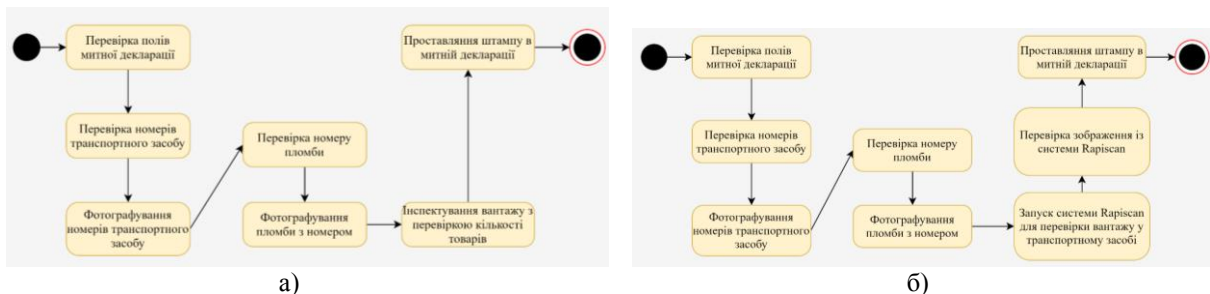 Перевірка полів
митної декларації
Перевірка номерів
транспортного засобу
Фотографування
номерів транспортного
засобу
Перевірка номеру
пломби
Фотографування
пломби з номером
Інспектування вантажу з
перевіркою кількості
товарів
Проставляння штампу в
митній декларації
а)
Перевірка полів
митної декларації
Перевірка номерів
транспортного засобу
Фотографування
номерів транспортного
засобу
Перевірка номеру
пломби
Фотографування
пломби з номером
Запуск системи Rapiscan
для перевірки вантажу у
транспортному засобі
Перевірка зображення із
системи Rapiscan
Проставляння штампу в
митній декларації
б)